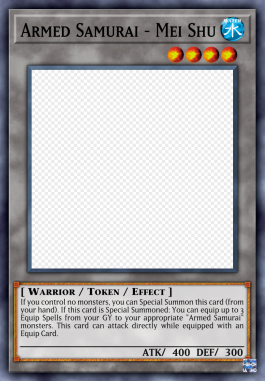 Armed Samurai - Mei Shu
WATER
水
[ Warrior / Token / Effect ]
If you control no monsters, you can Special Summon this card (from
your hand). If this card is Special Summoned: You can equip up to 3
Equip Spells from your GY to your appropriate "Armed Samurai"
monsters. This card can attack directly while equipped with an
Equip Card.
ATK/ 400 DEF/ 300